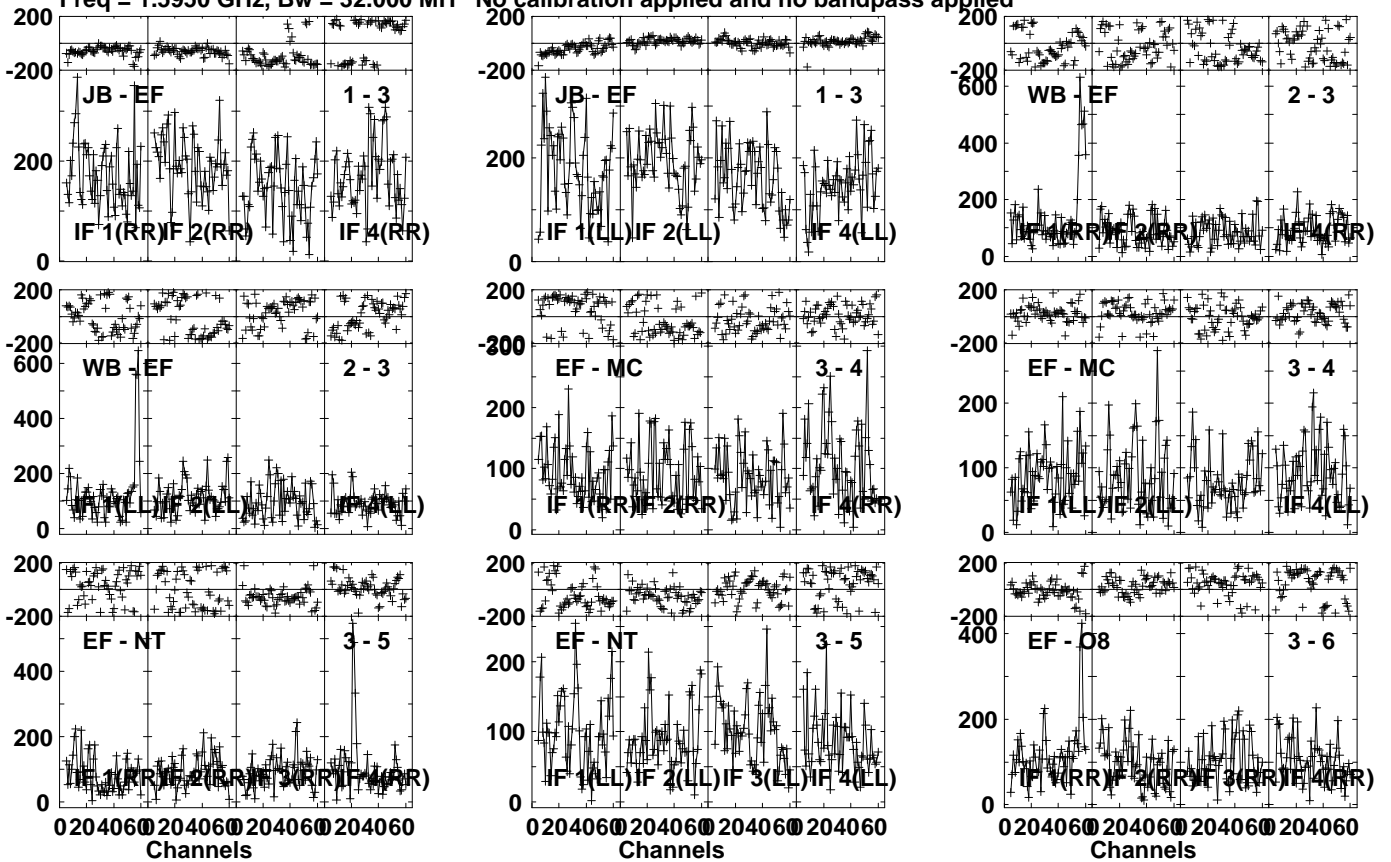 Freq = 1.5950 GHz, Bw = 32.000 MH No calibration applied and no bandpass applied
200
-200
JB - EF 1 - 3
200
0
IF 1(RR) IF 2(RR) IF 4(RR)
200
-200
JB - EF 1 - 3
200
0
IF 1(LL) IF 2(LL) IF 4(LL)
200
-200
WB - EF 2 - 3
600
400
200
0
IF 1(RR) IF 2(RR) IF 4(RR)
200
-200
WB - EF 2 - 3
600
400
200
0
IF 1(LL) IF 2(LL) IF 4(LL)
200
-200
EF - MC 3 - 4
300
200
100
0
IF 1(RR) IF 2(RR) IF 4(RR)
200
-200
EF - MC 3 - 4
200
100
0
IF 1(LL) IF 2(LL) IF 4(LL)
200
-200
EF - NT 3 - 5
400
200
0
IF 1(RR) IF 2(RR) IF 3(RR) IF 4(RR)
0 20 40 60 0 20 40 60 0 20 40 60 0 20 40 60
Channels
200
-200
EF - NT 3 - 5
200
100
0
IF 1(LL) IF 2(LL) IF 3(LL) IF 4(LL)
0 20 40 60 0 20 40 60 0 20 40 60 0 20 40 60
Channels
200
-200
EF - O8 3 - 6
400
200
0
IF 1(RR) IF 2(RR) IF 3(RR) IF 4(RR)
0 20 40 60 0 20 40 60 0 20 40 60 0 20 40 60
Channels